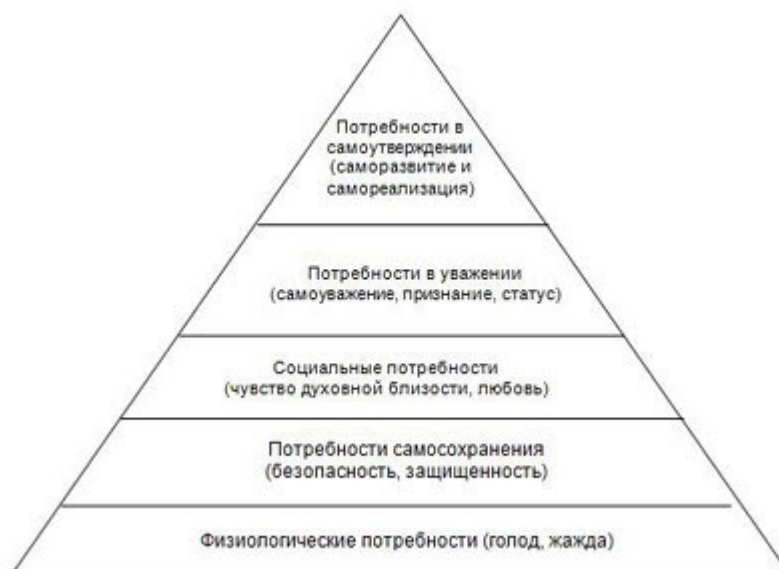 Потребности в
самоутверждении
(саморазвитие и
самореализация)
Потребности в уважении
(самоуважение, признание, статус)
Социальные потребности
(чувство духовной близости, любовь)
Потребности самосохранения
(безопасность, защищенность)
Физиологические потребности (голод, жажда)